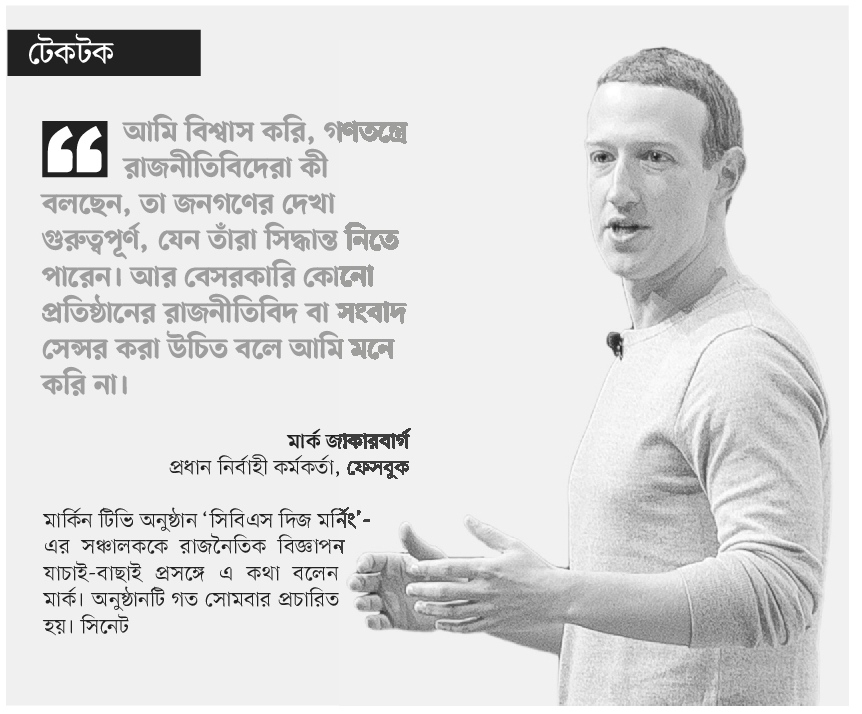 টেকটক
আমি বিশ্বাস করি, গণতন্ত্রে
রাজনীতিবিদেরা কী
বলছেন, তা জনগণের দেখা
গুরুত্বপূর্ণ, যেন তাঁরা সিদ্ধান্ত নিতে
পারেন। আর বেসরকারি কোনো
প্রতিষ্ঠানের রাজনীতিবিদ বা সংবাদ
সেন্সর করা উচিত বলে আমি মনে
করি না।
মার্ক জাকারবার্গ
প্রধান নির্বাহী কর্মকর্তা, ফেসবুক
মার্কিন টিভি অনুষ্ঠান ‘সিবিএস দিজ মর্নিং’-
এর সঞ্চালককে রাজনৈতিক বিজ্ঞাপন
যাচাই-বাছাই প্রসঙ্গে এ কথা বলেন
মার্ক। অনুষ্ঠানটি গত সোমবার প্রচারিত
হয়। সিনেট